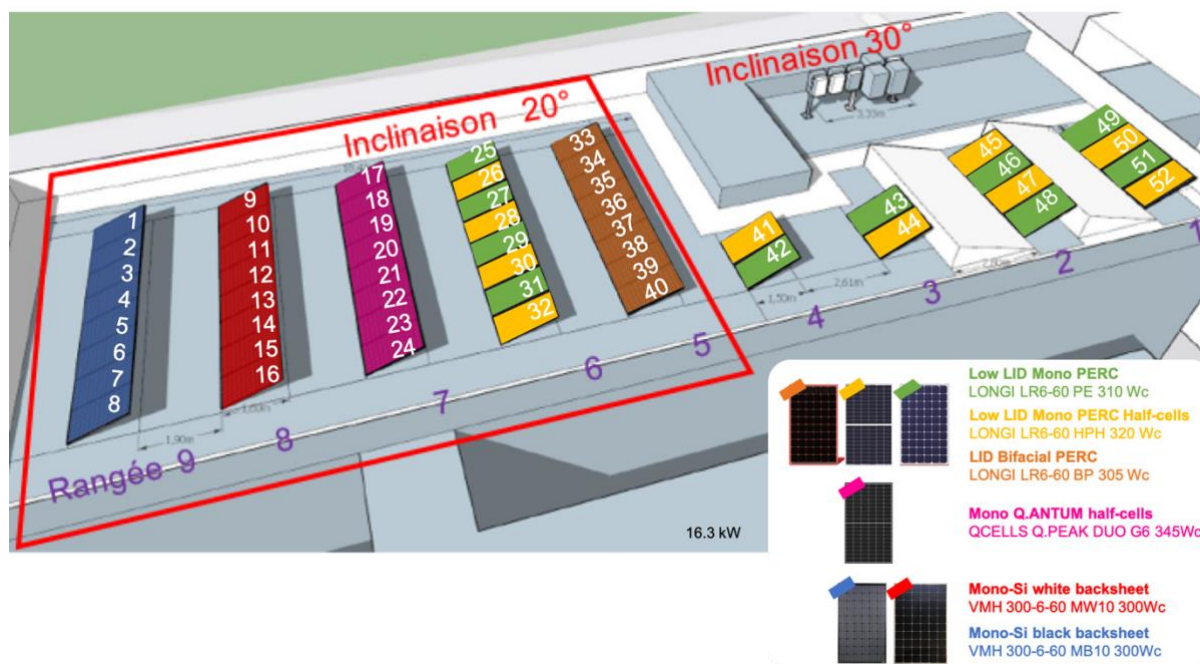 Inclinaison 20°
Inclinaison 30°
3,33m
1
2
3
4
5
6
7
8
9
10
11
12
13
14
15
16
17
18
19
20
21
22
23
24
25
26
27
28
29
30
31
32
33
34
35
36
37
38
39
40
41
42
43
44
45
46
47
48
49
50
51
52
1,90m
1,60m
1,50m
2,61m
2,80m
Rangée 9
8
7
6
5
4
3
2
1
16.3 kW
Low LID Mono PERC
LONGI LR6-60 PE 310 Wc
Low LID Mono PERC Half-cells
LONGI LR6-60 HPH 320 Wc
LID Bifacial PERC
LONGI LR6-60 BP 305 Wc
Mono Q.ANTUM half-cells
QCELLS Q.PEAK DUO G6 345Wc
Mono-Si white backsheet
VMH 300-6-60 MW10 300Wc
Mono-Si black backsheet
VMH 300-6-60 MB10 300Wc